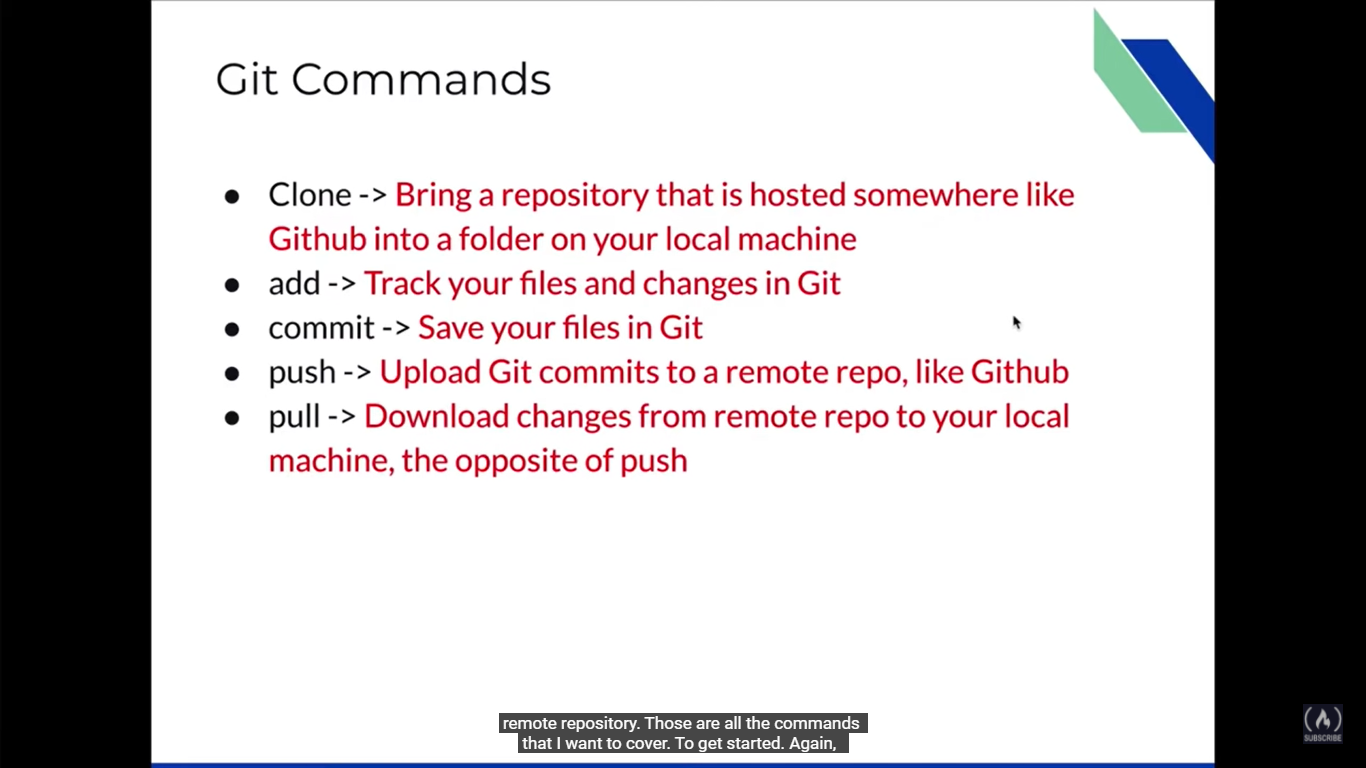 Git Commands
● Clone -> Bring a repository that is hosted somewhere like
Github into a folder on your local machine
● add -> Track your files and changes in Git
● commit -> Save your files in Git
● push -> Upload Git commits to a remote repo, like Github
● pull -> Download changes from remote repo to your local
machine, the opposite of push
remote repository. Those are all the commands
that I want to cover. To get started. Again,
SUBSCRIBE